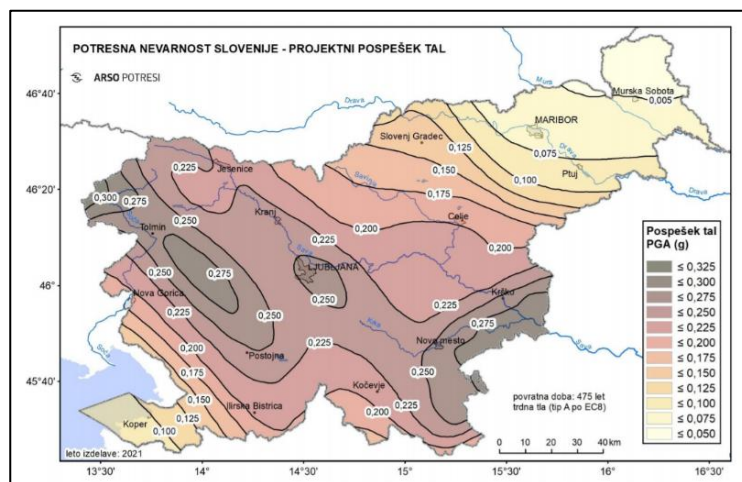 POTRESNA NEVARNOST SLOVENIJE - PROJEKTNI POSPEŠEK TAL
ARSO POTRESI
46°40'
46°20'
46°
45°40'
13°30'
14°
14°30'
15°
15°30'
16°
16°30'
Mura
Murska Sobota
0,005
Drava
MARIBOR
Slovenj Gradec
0,125
0,075
Drava
0,150
0,100
Ptuj
Drava
0,225
Jesenice
Savinja
0,175
0,300
0,275
0,250
Kranj
0,200
Celje
Tolmin
0,225
0,200
Sava
0,250
0,275
LJUBLJANA
0,250
Nova Gorica
0,225
Krško
0,225
0,250
Krka
0,275
Novo mesto
Sava
Soča
0,200
Postojna
0,225
0,175
0,250
0,150
Ilirska Bistrica
Kočevje
0,225
0,200
Koper
0,125
0,100
Pospešek tal
PGA (g)
≤ 0,325
≤ 0,300
≤ 0,275
≤ 0,250
≤ 0,225
≤ 0,200
≤ 0,175
≤ 0,150
≤ 0,125
≤ 0,100
≤ 0,075
≤ 0,050
povratna doba: 475 let
trdna tla (tip A po EC8)
0 10 20 30 40
km
leto izdelave: 2021